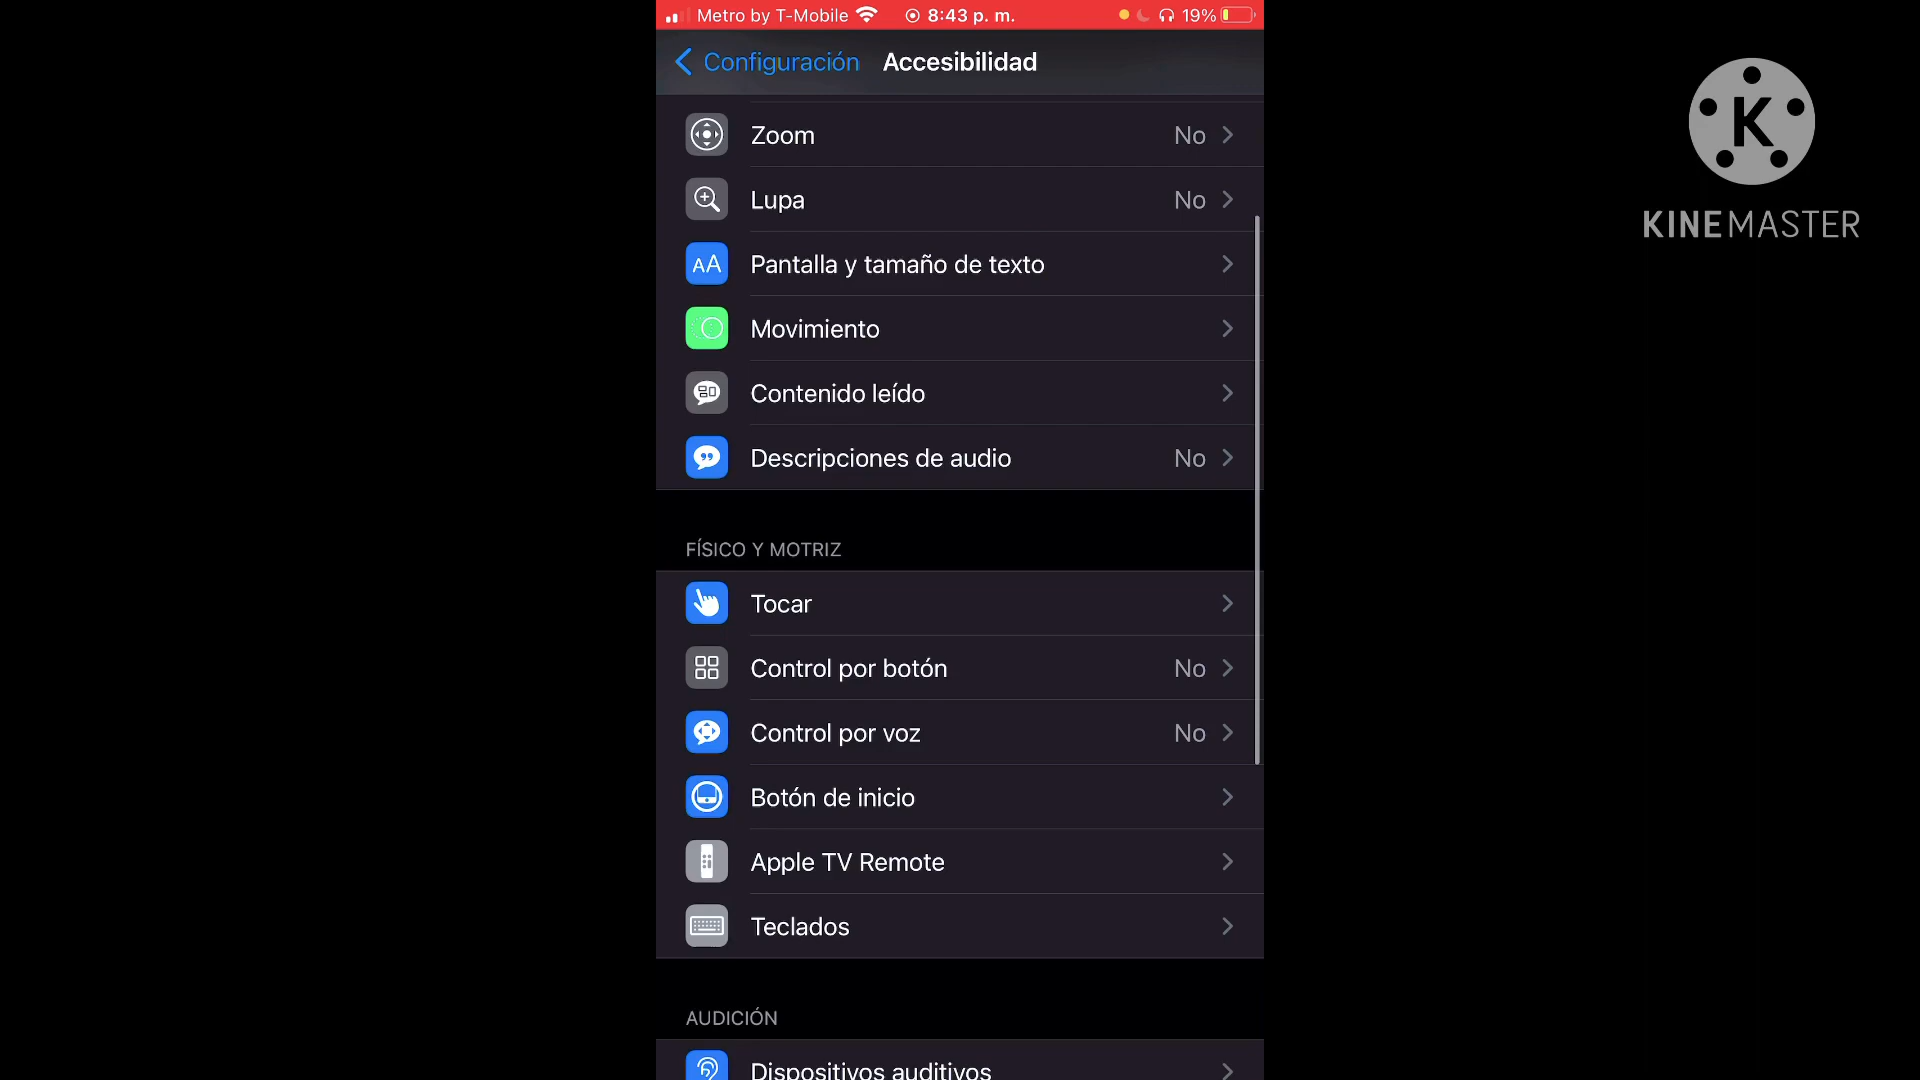 Metro by T-Mobile 8:43 p. m. 19%
Configuración Accesibilidad
Zoom No
Lupa No
AA Pantalla y tamaño de texto
Movimiento
Contenido leído
Descripciones de audio No
FÍSICO Y MOTRIZ
Tocar
Control por botón No
Control por voz No
Botón de inicio
Apple TV Remote
Teclados
AUDICIÓN
Dispositivos auditivos
K
KINEMASTER